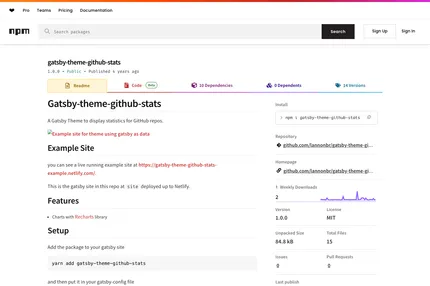 ❤ Pro Teams Pricing Documentation
npm Search packages Search Sign Up Sign In
gatsby-theme-github-stats
1.0.0 • Public • Published 4 years ago
Readme Code Beta 10 Dependencies 0 Dependents 14 Versions
Gatsby-theme-github-stats
A Gatsby Theme to display statistics for GitHub repos.
Example site for theme using gatsby as data
Example Site
you can see a live running example site at https://gatsby-theme-github-stats-
example.netlify.com/.
This is the gatsby site in this repo at site deployed up to Netlify.
Features
• Charts with Recharts library
Setup
Add the package to your gatsby site
yarn add gatsby-theme-github-stats
and then put it in your gatsby-config file
Install
> npm i gatsby-theme-github-stats
Repository
github.com/iannonbr/gatsby-theme-gi...
Homepage
github.com/iannonbr/gatsby-theme-gi...
Weekly Downloads
2
Version License
1.0.0 MIT
Unpacked Size Total Files
84.8 kB 15
Issues Pull Requests
0 0
Last publish